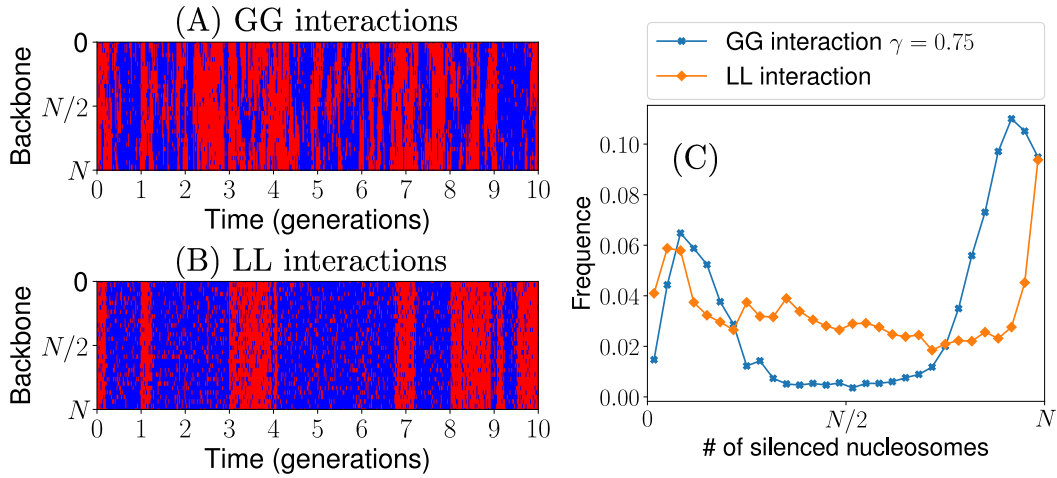 (A) GG interactions
Backbone
0
N/2
N
0 1 2 3 4 5 6 7 8 9 10
Time (generations)
(B) LL interactions
Backbone
0
N/2
N
0 1 2 3 4 5 6 7 8 9 10
Time (generations)
GG interaction γ = 0.75
LL interaction
(C)
Frequence
0.10
0.08
0.06
0.04
0.02
0.00
0 N/2 N
# of silenced nucleosomes